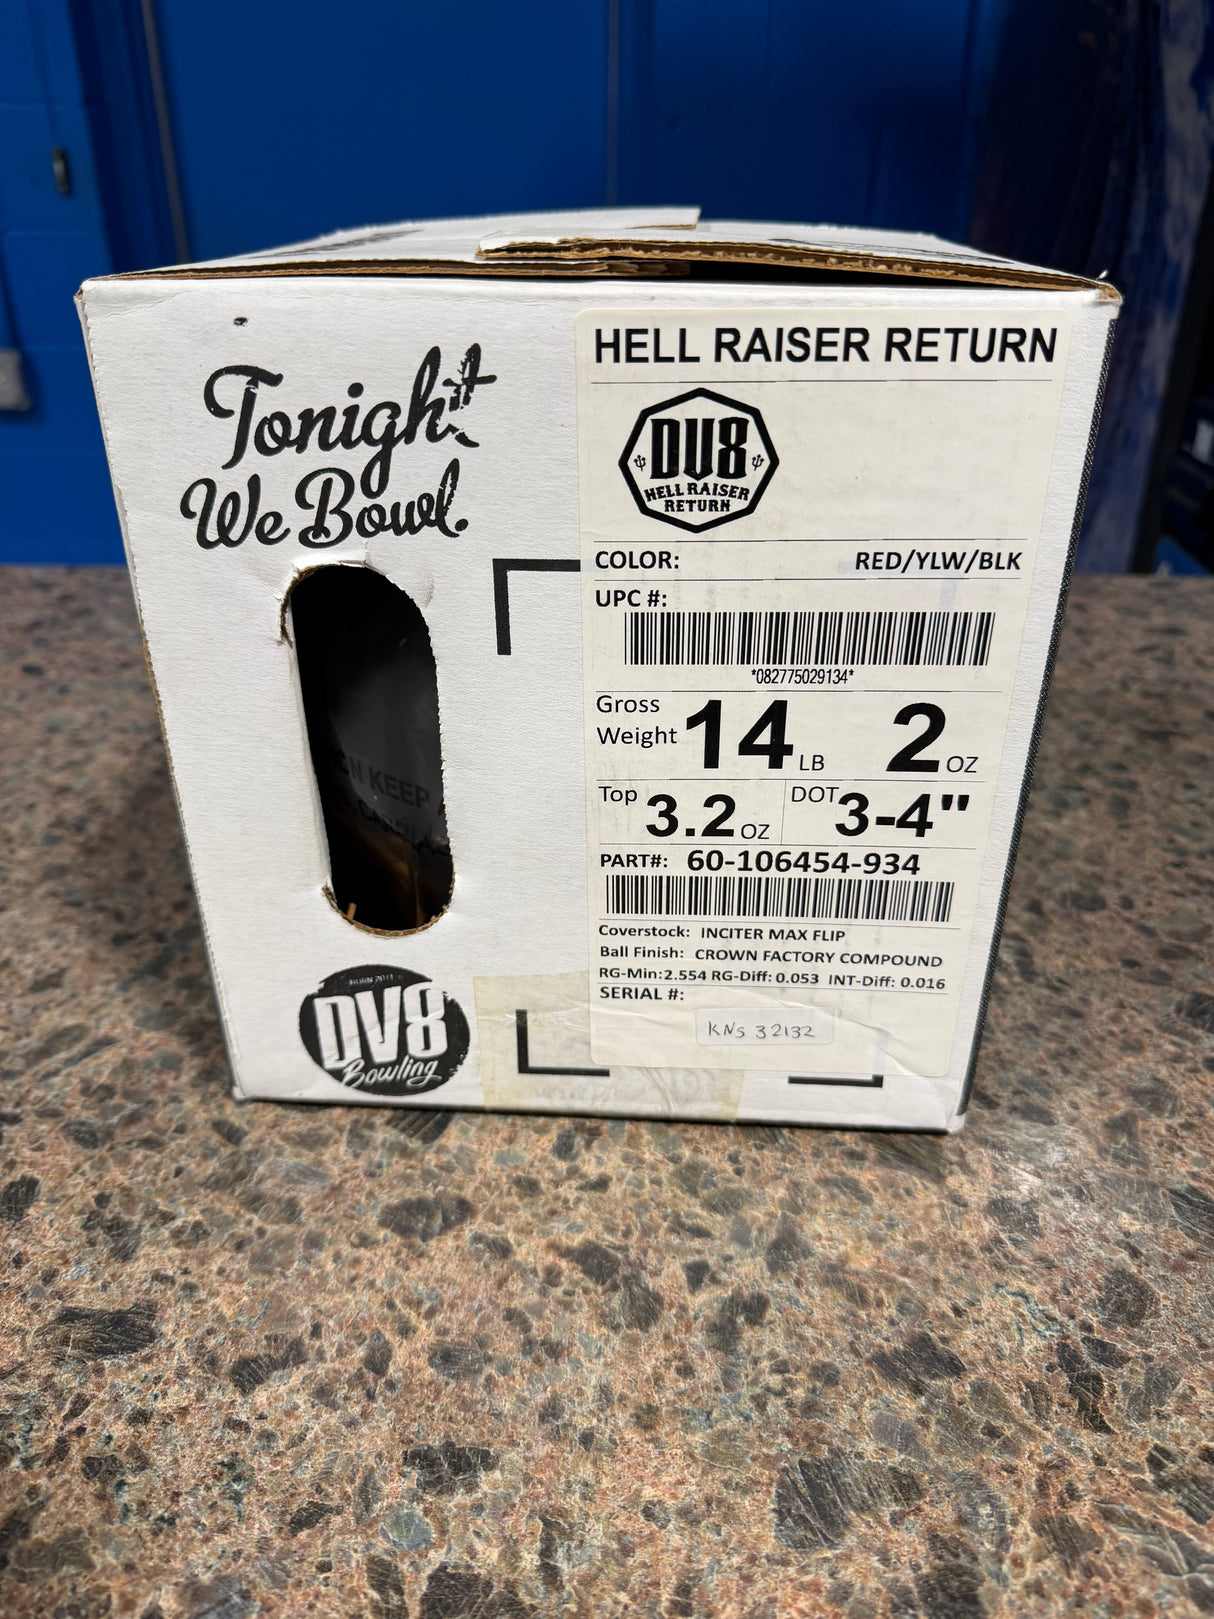 Tonight
We Bowl.
HELL RAISER RETURN
DV8
HELL RAISER
RETURN
COLOR: RED/YLW/BLK
UPC #:
*082775029134*
Gross
Weight 14 LB 2 OZ
Top 3.2 OZ DOT 3-4"
PART#: 60-106454-934
Coverstock: INCITER MAX FLIP
Ball Finish: CROWN FACTORY COMPOUND
RG-Min:2.554 RG-Diff: 0.053 INT-Diff: 0.016
SERIAL #:
KNS 32132
KEEP
BORN 2011
DV8
Bowling